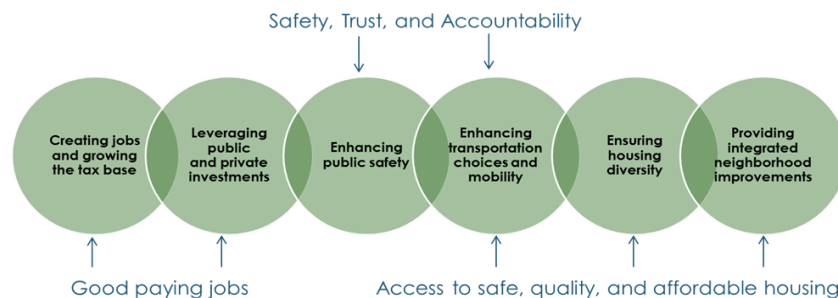 Safety, Trust, and Accountability
Creating jobs
and growing
the tax base
Leveraging
public
and private
investments
Enhancing
public safety
Enhancing
transportation
choices and
mobility
Ensuring
housing
diversity
Providing
integrated
neighborhood
improvements
Good paying jobs
Access to safe, quality, and affordable housing